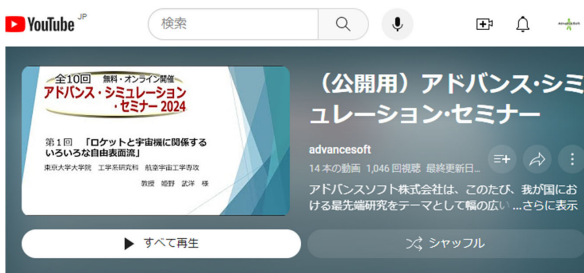 YouTube JP
検索
全10回 無料・オンライン開催
アドバンス・シミュレーション
・セミナー 2024
第1回 「ロケットと宇宙機に関係する
いろいろな自由表面流」
東京大学大学院 工学系研究科 航空宇宙工学専攻
教授 姫野 武洋 様
（公開用）アドバンス・シミ
ュレーション・セミナー
advancesoft
14 本の動画 1,046 回視聴 最終更新日...
アドバンスソフト株式会社は、このたび、我が国にお
ける最先端研究をテーマとして幅の広い ...さらに表示
すべて再生
シャッフル